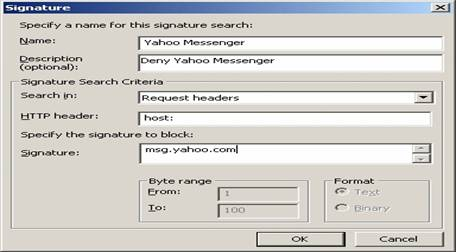 Signature
Specify a name for this signature search:
Name: Yahoo Messenger
Description (optional): Deny Yahoo Messenger
Signature Search Criteria
Search in: Request headers
HTTP header: host:
Specify the signature to block:
Signature: msg.yahoo.com
Byte range Format
From: 1 Text
To: 100 Binary
OK Cancel